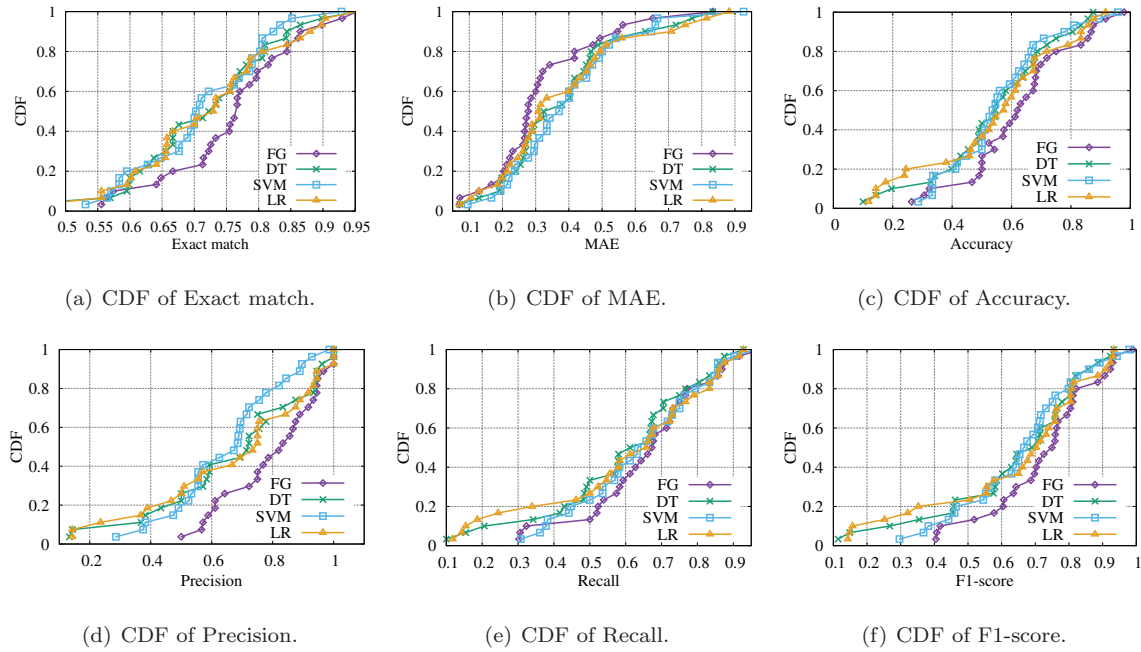 1
0.8
0.6
0.4
0.2
0
CDF
FG
DT
SVM
LR
0.5 0.55 0.6 0.65 0.7 0.75 0.8 0.85 0.9 0.95
Exact match
(a) CDF of Exact match.
1
0.8
0.6
0.4
0.2
0
CDF
FG
DT
SVM
LR
0.1 0.2 0.3 0.4 0.5 0.6 0.7 0.8 0.9
MAE
(b) CDF of MAE.
1
0.8
0.6
0.4
0.2
0
CDF
FG
DT
SVM
LR
0 0.2 0.4 0.6 0.8 1
Accuracy
(c) CDF of Accuracy.
1
0.8
0.6
0.4
0.2
0
CDF
FG
DT
SVM
LR
0.2 0.4 0.6 0.8 1
Precision
(d) CDF of Precision.
1
0.8
0.6
0.4
0.2
0
CDF
FG
DT
SVM
LR
0.1 0.2 0.3 0.4 0.5 0.6 0.7 0.8 0.9
Recall
(e) CDF of Recall.
1
0.8
0.6
0.4
0.2
0
CDF
FG
DT
SVM
LR
0.1 0.2 0.3 0.4 0.5 0.6 0.7 0.8 0.9 1
F1-score
(f) CDF of F1-score.